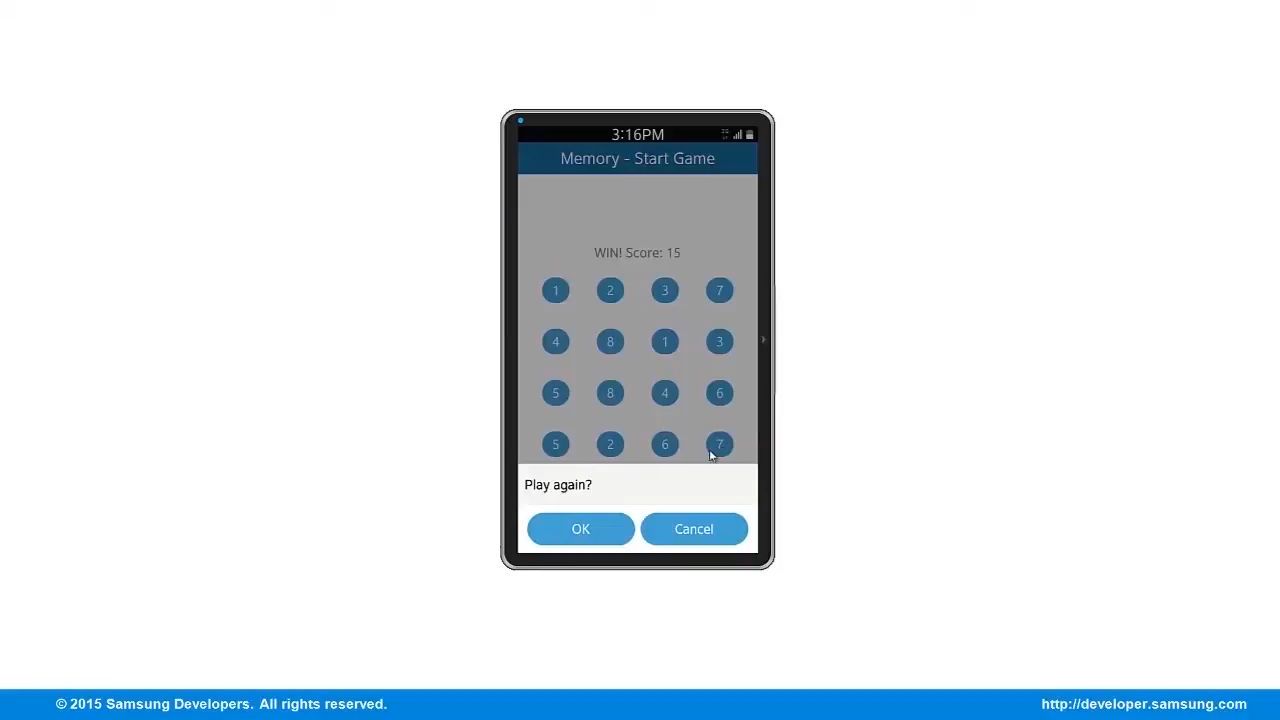 3:16PM
Memory - Start Game
WIN! Score: 15
1 2 3 7
4 8 1 3
5 8 4 6
5 2 6 7
Play again?
OK Cancel
© 2015 Samsung Developers. All rights reserved. http://developer.samsung.com